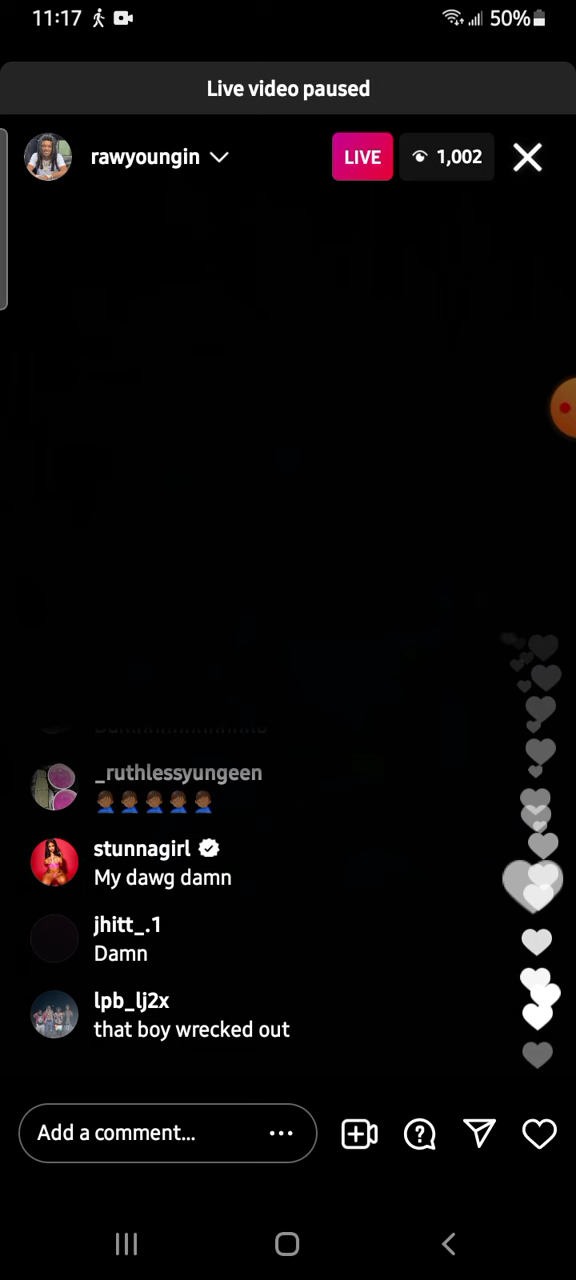 11:17 50%
Live video paused
rawyoungin LIVE 1,002
_ruthlessyungeen
stunnagirl
My dawg damn
jhitt_.1
Damn
lpb_lj2x
that boy wrecked out
Add a comment...